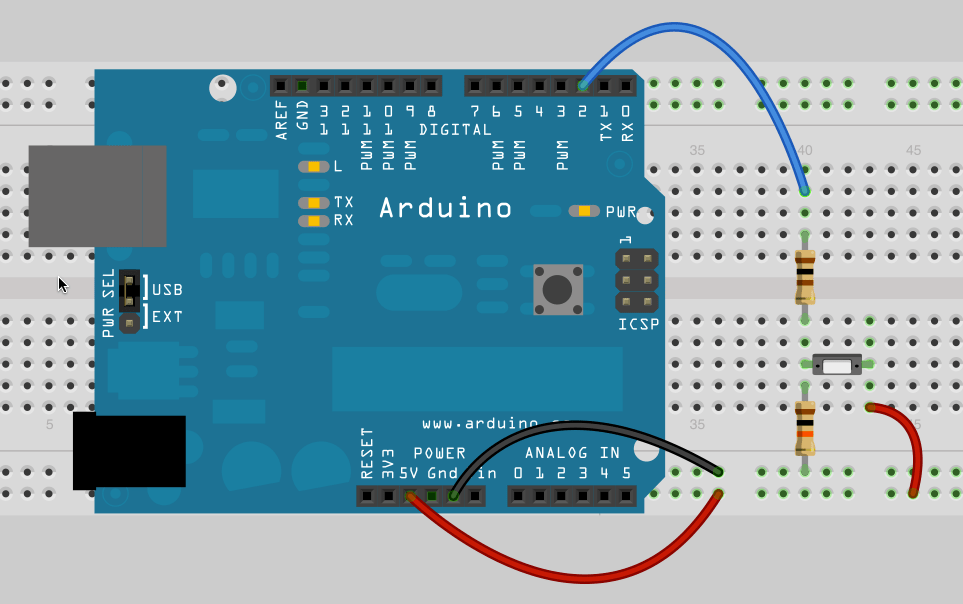 AREF
GND
13
12
PWM 11
PWM 10
PWM 9
8
7
PWM 6
PWM 5
4
PWM 3
2
TX 1
RX 0
DIGITAL
L
TX
RX
Arduino
PWR
1
ICSP
35
40
45
PWR SEL
USB
EXT
5
www.arduino.
35
45
RESET
3V3
5V
Gnd
in
POWER
ANALOG IN
0 1 2 3 4 5